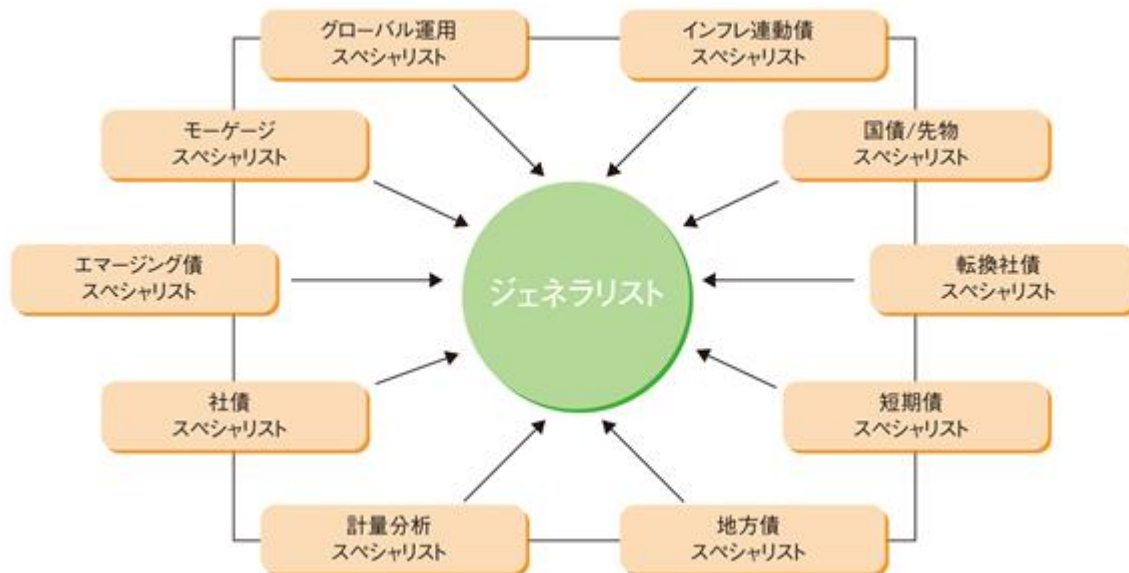 グローバル運用
スペシャリスト
インフレ連動債
スペシャリスト
モーゲージ
スペシャリスト
国債/先物
スペシャリスト
エマージング債
スペシャリスト
ジェネラリスト
転換社債
スペシャリスト
社債
スペシャリスト
短期債
スペシャリスト
計量分析
スペシャリスト
地方債
スペシャリスト